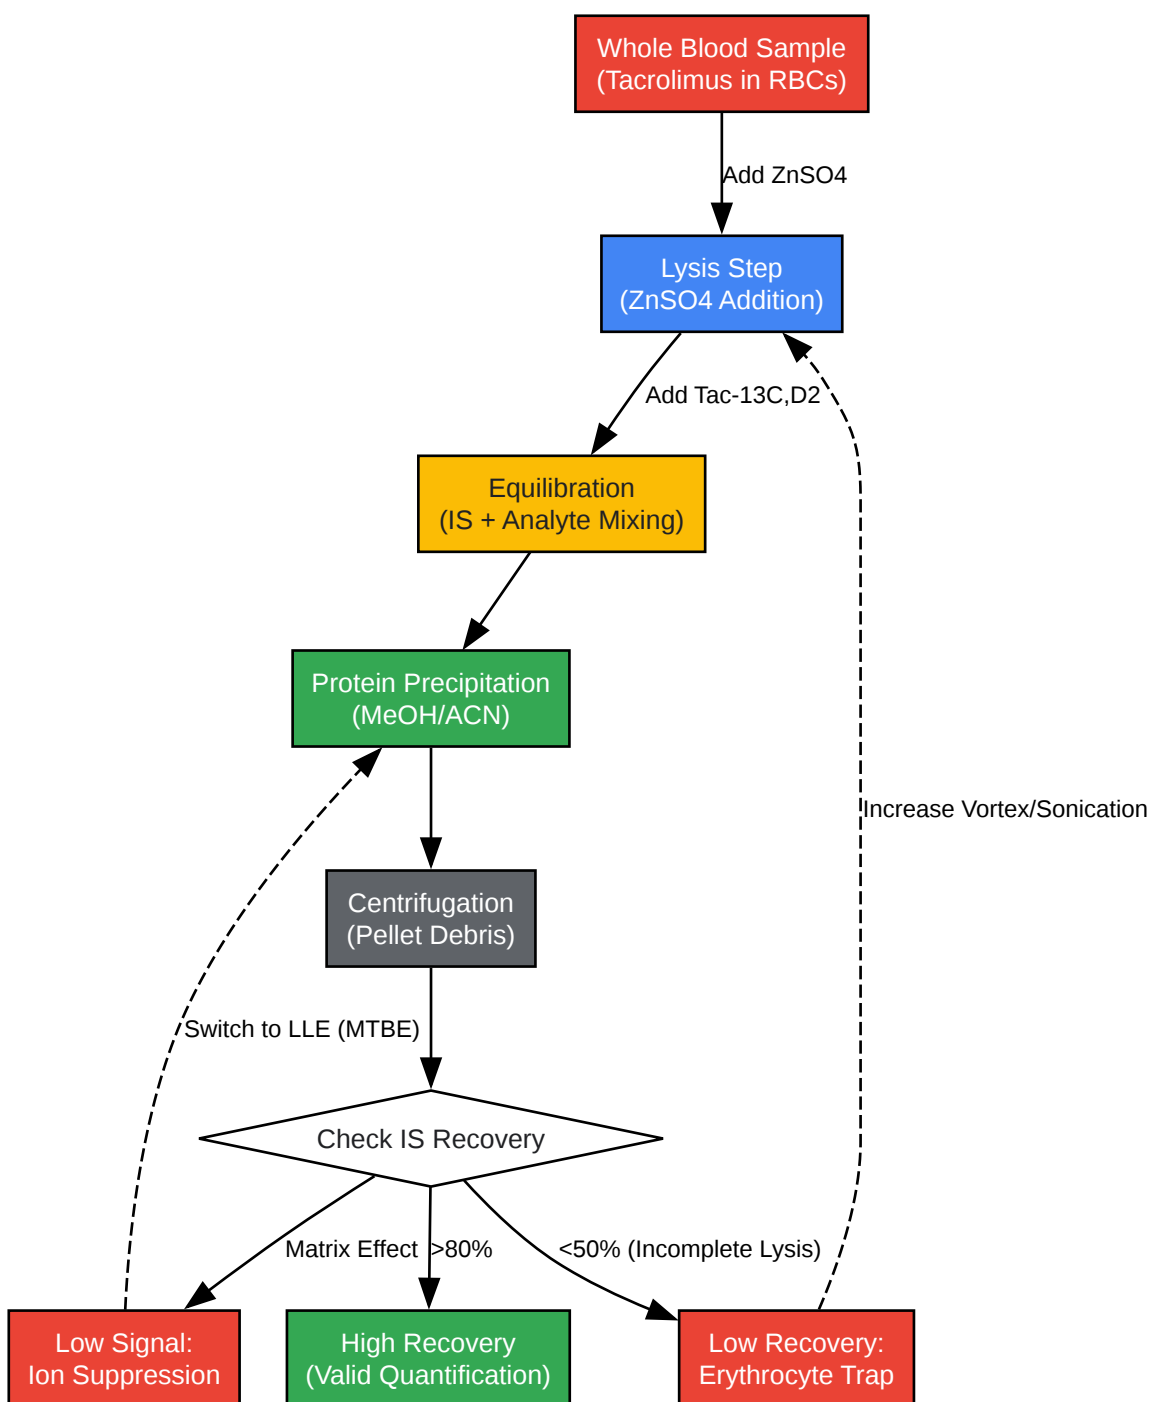 Whole Blood Sample
(Tacrolimus in RBCs)
Add ZnSO4
Lysis Step
(ZnSO4 Addition)
Add Tac-13C,D2
Equilibration
(IS + Analyte Mixing)
Protein Precipitation
(MeOH/ACN)
Increase Vortex/Sonication
Centrifugation
(Pellet Debris)
Switch to LLE (MTBE)
Check IS Recovery
Matrix Effect
>80%
<50% (Incomplete Lysis)
Low Signal:
Ion Suppression
High Recovery
(Valid Quantification)
Low Recovery:
Erythrocyte Trap